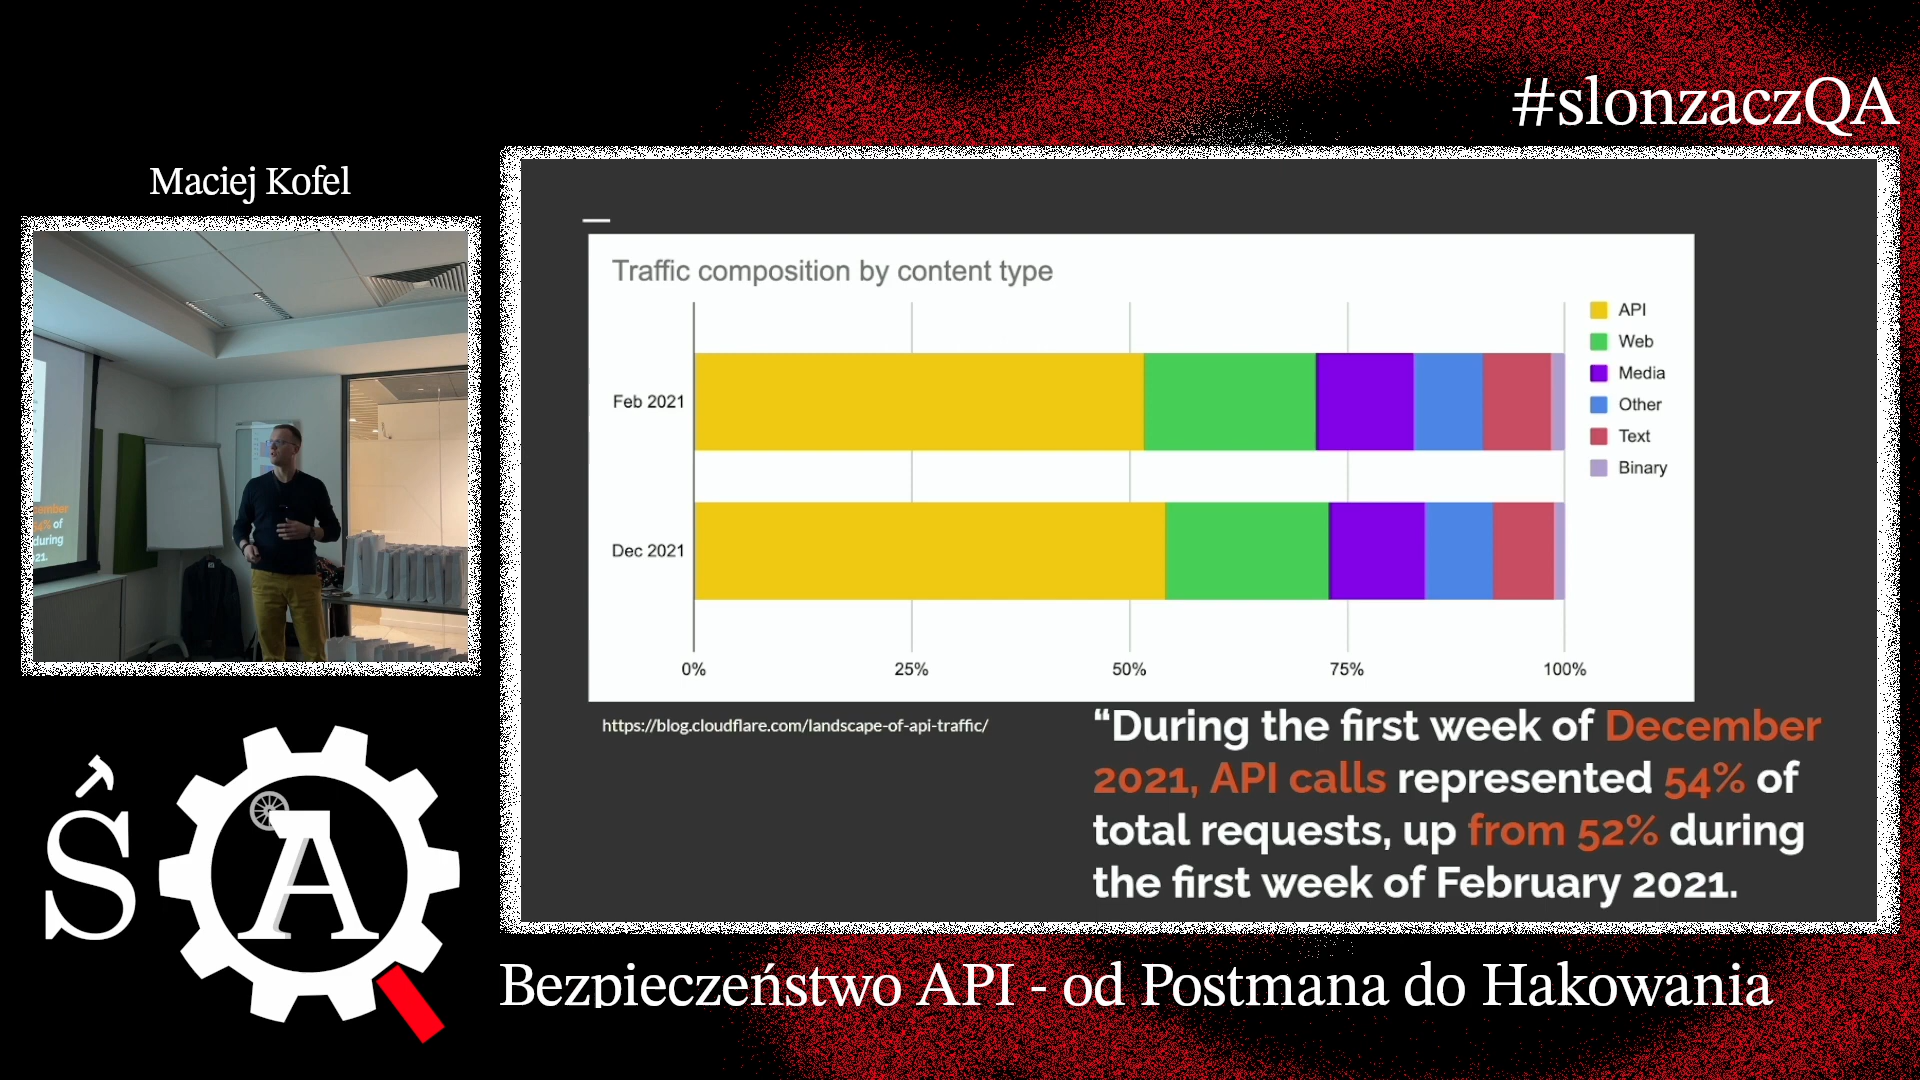 #slonzaczQA
Maciej Kofel
Traffic composition by content type
API
Web
Media
Other
Text
Binary
Feb 2021
Dec 2021
0% 25% 50% 75% 100%
https://blog.cloudflare.com/landscape-of-api-traffic/
“During the first week of December
2021, API calls represented 54% of
total requests, up from 52% during
the first week of February 2021.
ŚA
Bezpieczeństwo API - od Postmana do Hakowania